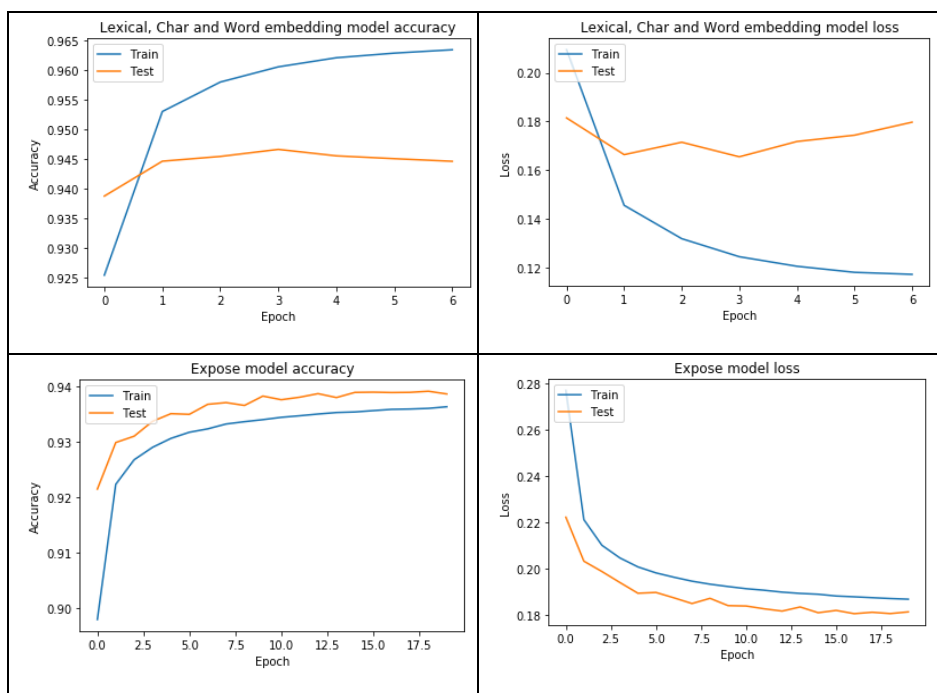 Lexical, Char and Word embedding model accuracy
0.965
0.960
0.955
0.950
0.945
0.940
0.935
0.930
0.925
Accuracy
Train
Test
0 1 2 3 4 5 6
Epoch
Lexical, Char and Word embedding model loss
0.20
0.18
0.16
0.14
0.12
Loss
Train
Test
0 1 2 3 4 5 6
Epoch
Expose model accuracy
0.94
0.93
0.92
0.91
0.90
Accuracy
Train
Test
0.0 2.5 5.0 7.5 10.0 12.5 15.0 17.5
Epoch
Expose model loss
0.28
0.26
0.24
0.22
0.20
0.18
Loss
Train
Test
0.0 2.5 5.0 7.5 10.0 12.5 15.0 17.5
Epoch